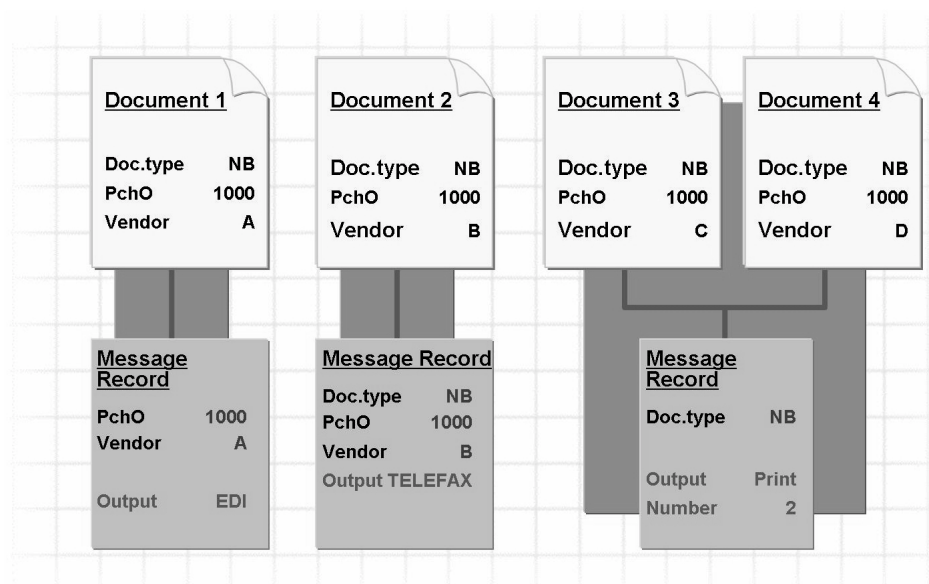 Document 1
Doc.type NB
PchO 1000
Vendor A
Document 2
Doc.type NB
PchO 1000
Vendor B
Document 3
Doc.type NB
PchO 1000
Vendor C
Document 4
Doc.type NB
PchO 1000
Vendor D
Message
Record
PchO 1000
Vendor A
Output EDI
Message Record
Doc.type NB
PchO 1000
Vendor B
Output TELEFAX
Message
Record
Doc.type NB
Output Print
Number 2